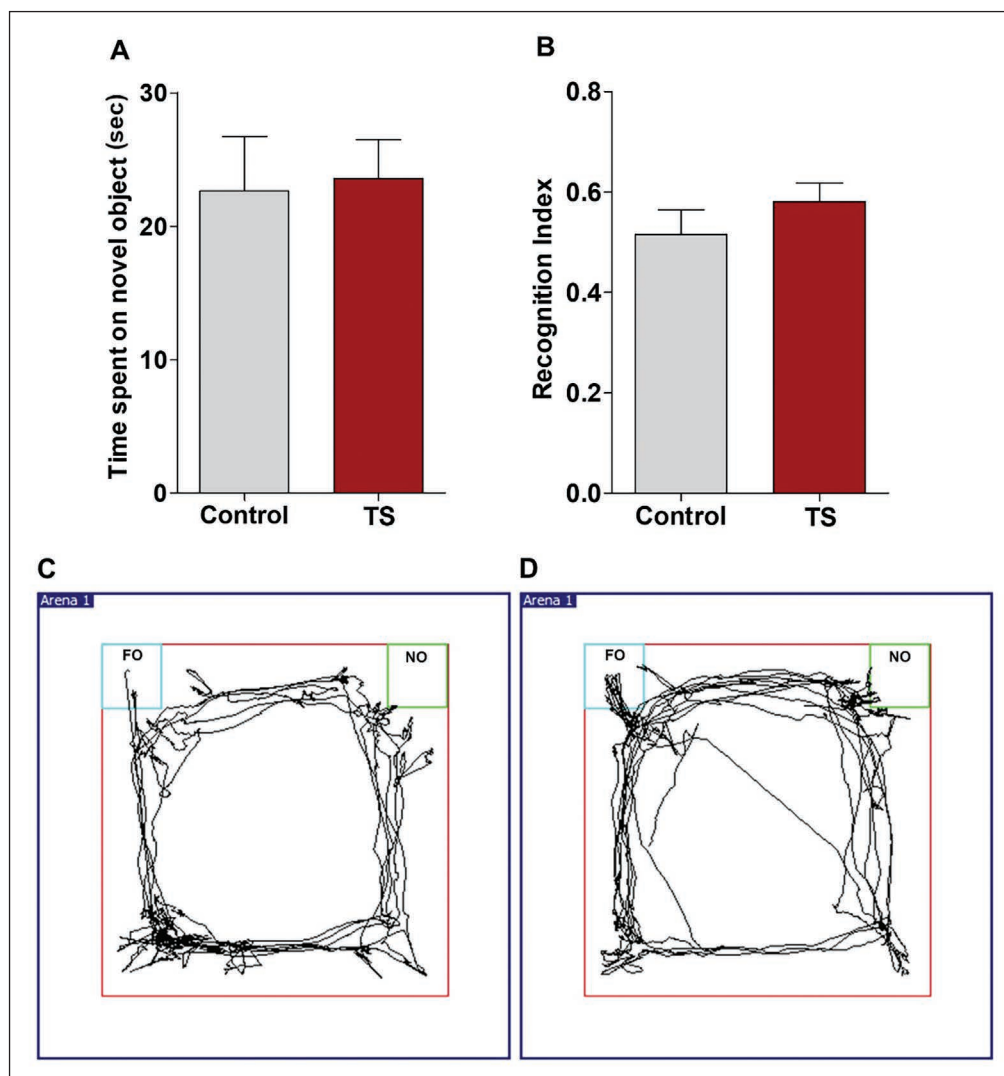 A
Time spent on novel object (sec)
30
20
10
0
Control TS
B
Recognition Index
0.8
0.6
0.4
0.2
0.0
Control TS
C
Arena 1
FO NO
D
Arena 1
FO NO